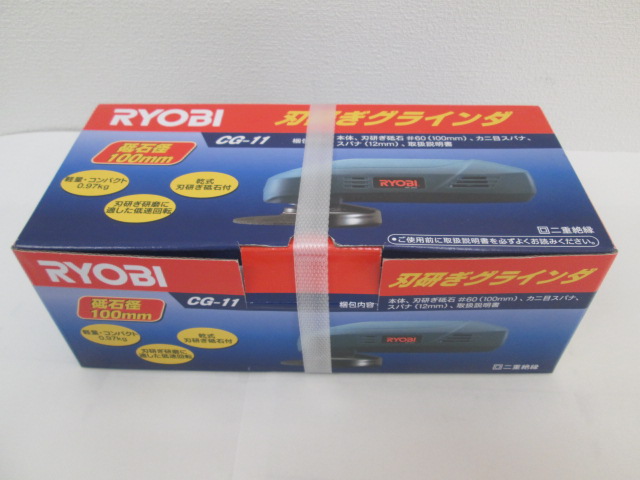 RYOBI
刃研ぎグラインダ
CG-11
砥石径
100mm
梱包
本体、刃研ぎ砥石 #60(100mm)、カニ目スパナ、
スパナ(12mm)、取扱説明書
軽量・コンパクト
0.97kg
乾式
刃研ぎ砥石付
刃研ぎ研磨に
適した低速回転
RYOBI
回二重絶縁
●ご使用前に取扱説明書を必ずよくお読みください。
RYOBI
刃研ぎグラインダ
CG-11
砥石径
100mm
梱包内容
本体、刃研ぎ砥石 #60(100mm)、カニ目スパナ、
スパナ(12mm)、取扱説明書
軽量・コンパクト
0.97kg
乾式
刃研ぎ砥石付
刃研ぎ研磨に
適した低速回転
RYOBI
回二重絶縁